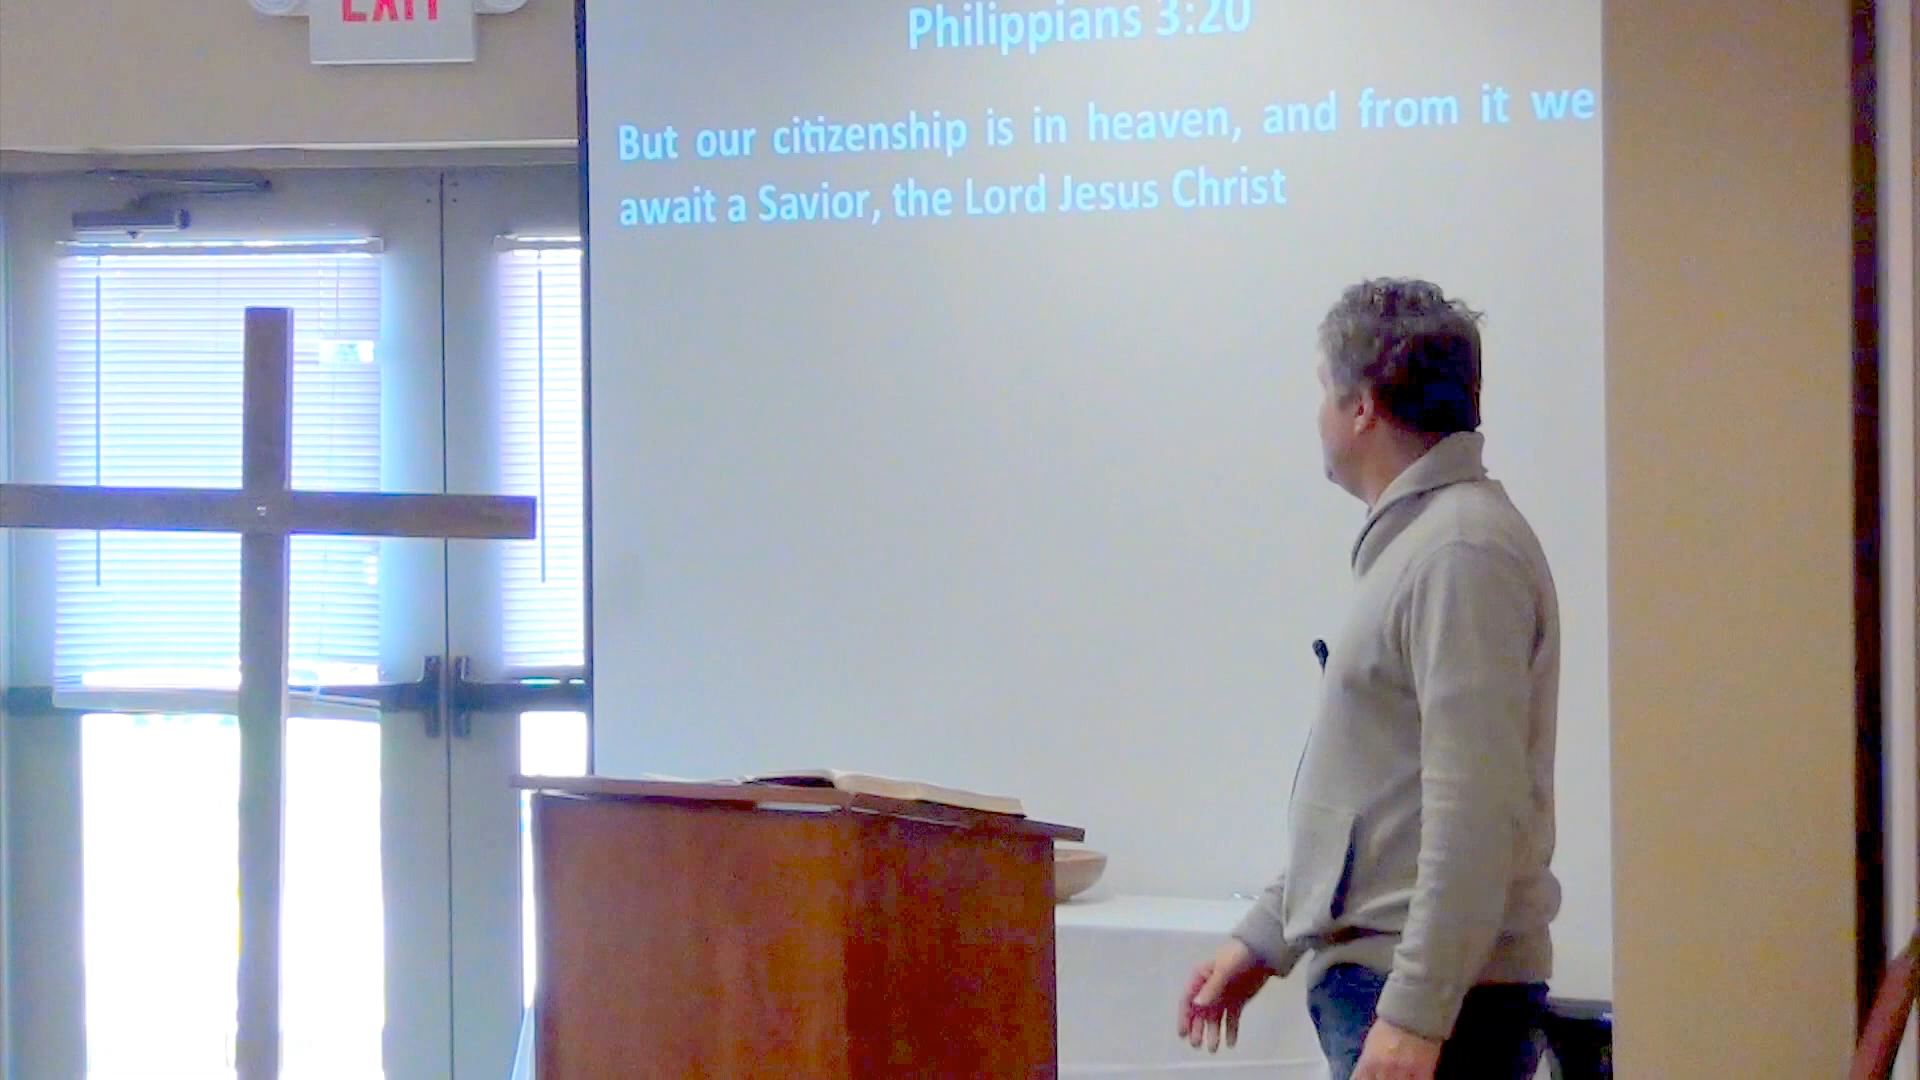 EXIT
Philippians 3:20
But our citizenship is in heaven, and from it we
await a Savior, the Lord Jesus Christ